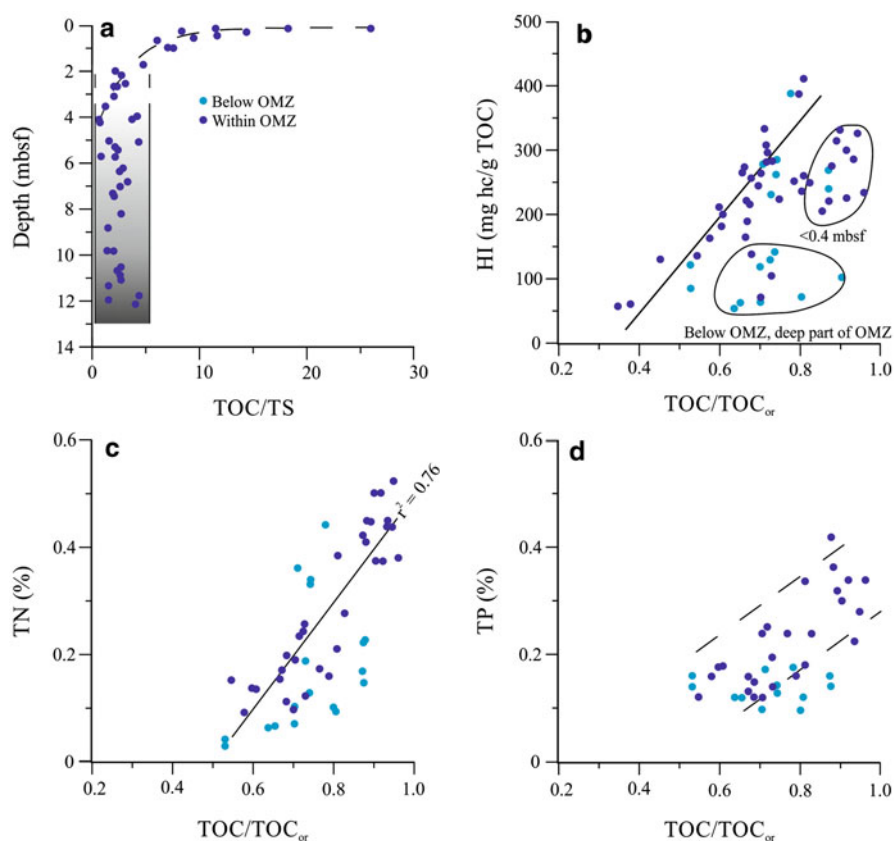 a
0
2
4
6
8
10
12
14
Depth (mbsf)
Below OMZ
Within OMZ
0 10 20 30
TOC/TS
b
500
400
300
200
100
0
HI (mg hc/g TOC)
<0.4 mbsf
Below OMZ, deep part of OMZ
0.2 0.4 0.6 0.8 1.0
TOC/TOCor
c
0.6
0.4
0.2
0
TN (%)
r² = 0.76
0.2 0.4 0.6 0.8 1.0
TOC/TOCor
d
0.6
0.4
0.2
0
TP (%)
0.2 0.4 0.6 0.8 1.0
TOC/TOCor